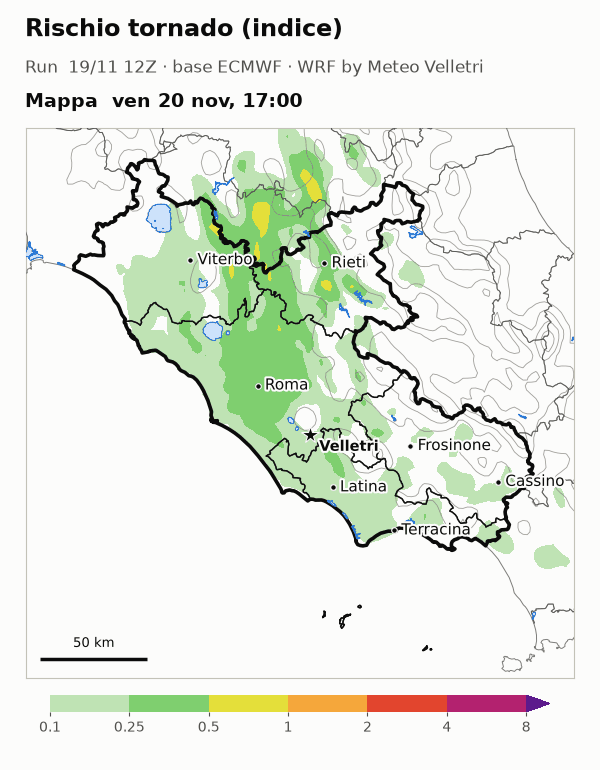 Rischio tornado (indice)
Run  19/11 12Z · base ECMWF · WRF by Meteo Velletri
Mappa  ven 20 nov, 17:00
Viterbo
Rieti
Roma
Velletri
Frosinone
Cassino
Latina
Terracina
50 km
0.1 0.25 0.5 1 2 4 8